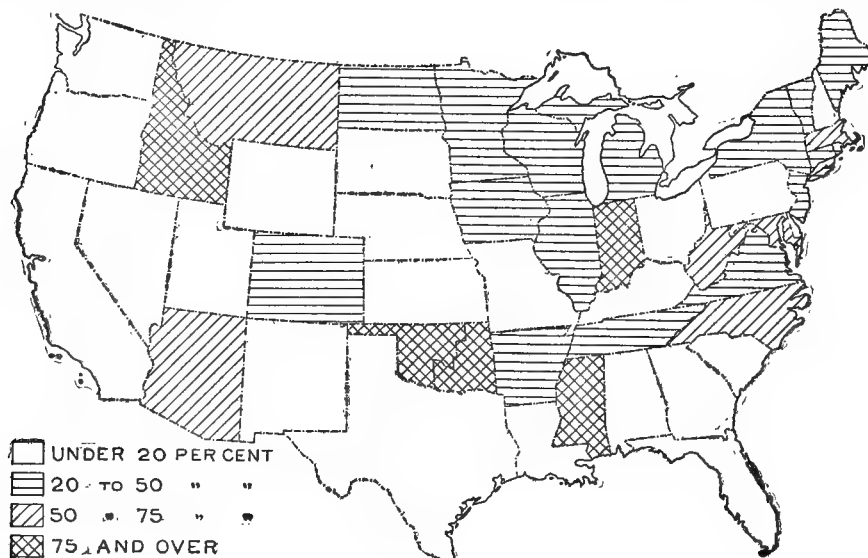 UNDER 20 PER CENT
20 TO 50 " "
50 " 75 " "
75 AND OVER